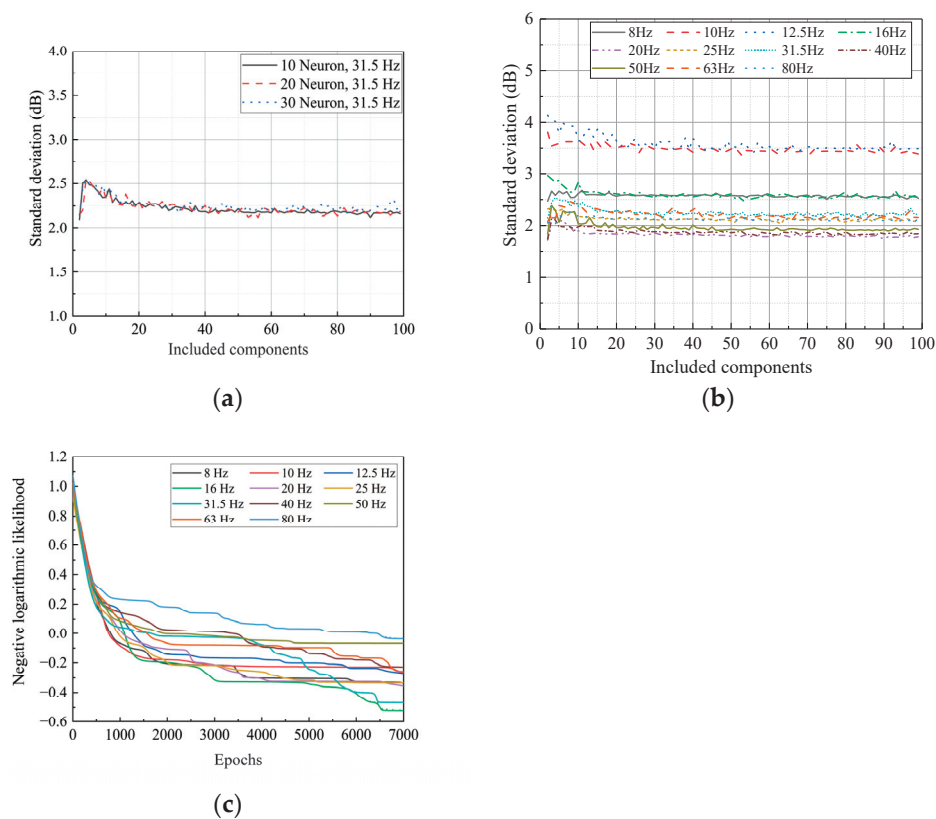 (a)
4.0
3.5
3.0
2.5
2.0
1.5
1.0
Standard deviation (dB)
10 Neuron, 31.5 Hz
20 Neuron, 31.5 Hz
30 Neuron, 31.5 Hz
0 20 40 60 80 100
Included components
(a)
(b)
6
5
4
3
2
1
0
Standard deviation (dB)
8Hz 10Hz 12.5Hz 16Hz
20Hz 25Hz 31.5Hz 40Hz
50Hz 63Hz 80Hz
0 10 20 30 40 50 60 70 80 90 100
Included components
(b)
1.2
1.0
0.8
0.6
0.4
0.2
0.0
−0.2
−0.4
−0.6
Negative logarithmic likelihood
8 Hz 10 Hz 12.5 Hz
16 Hz 20 Hz 25 Hz
31.5 Hz 40 Hz 50 Hz
63 Hz 80 Hz
0 1000 2000 3000 4000 5000 6000 7000
Epochs
(c)